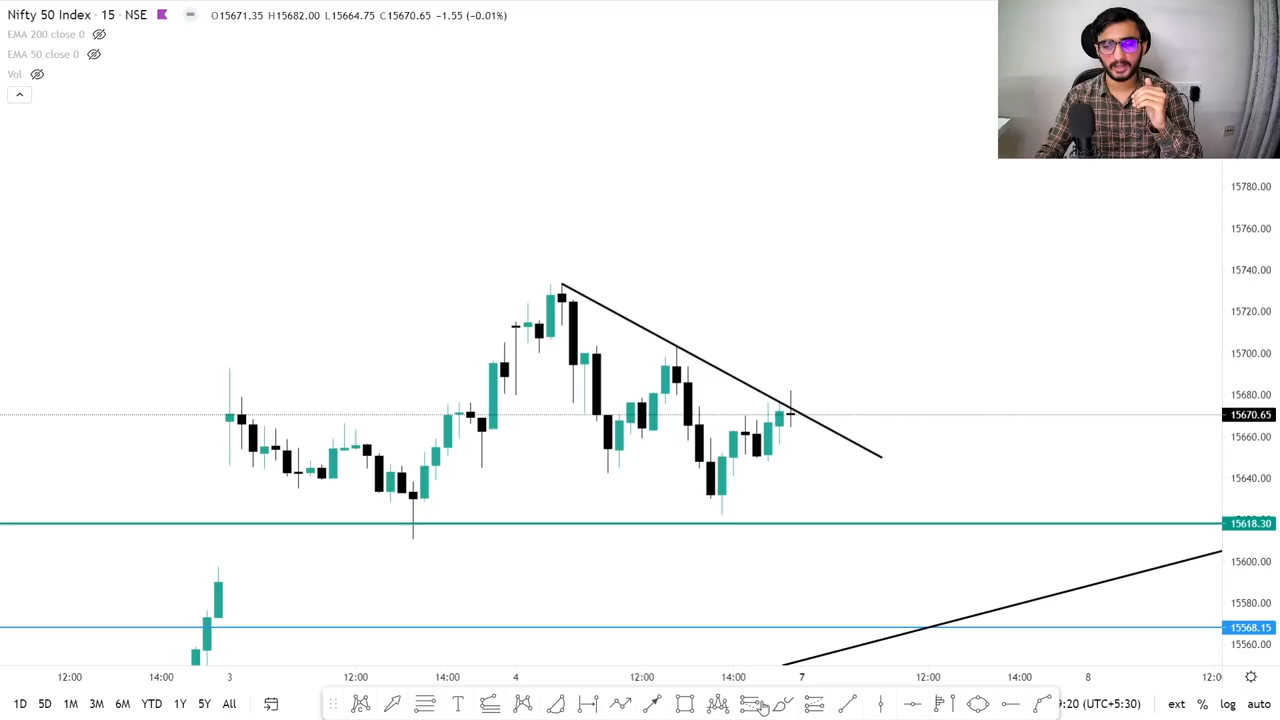 Nifty 50 Index · 15 · NSE O15671.35 H15682.00 L15664.75 C15670.65 −1.55 (−0.01%)
EMA 200 close 0
EMA 50 close 0
Vol
15780.00
15760.00
15740.00
15720.00
15700.00
15680.00
15670.65
15660.00
15640.00
15618.30
15600.00
15580.00
15568.15
15560.00
12:00 14:00 3 12:00 14:00 4 12:00 14:00 7 12:00 14:00 8
1D 5D 1M 3M 6M YTD 1Y 5Y All T (UTC+5:30) ext % log auto